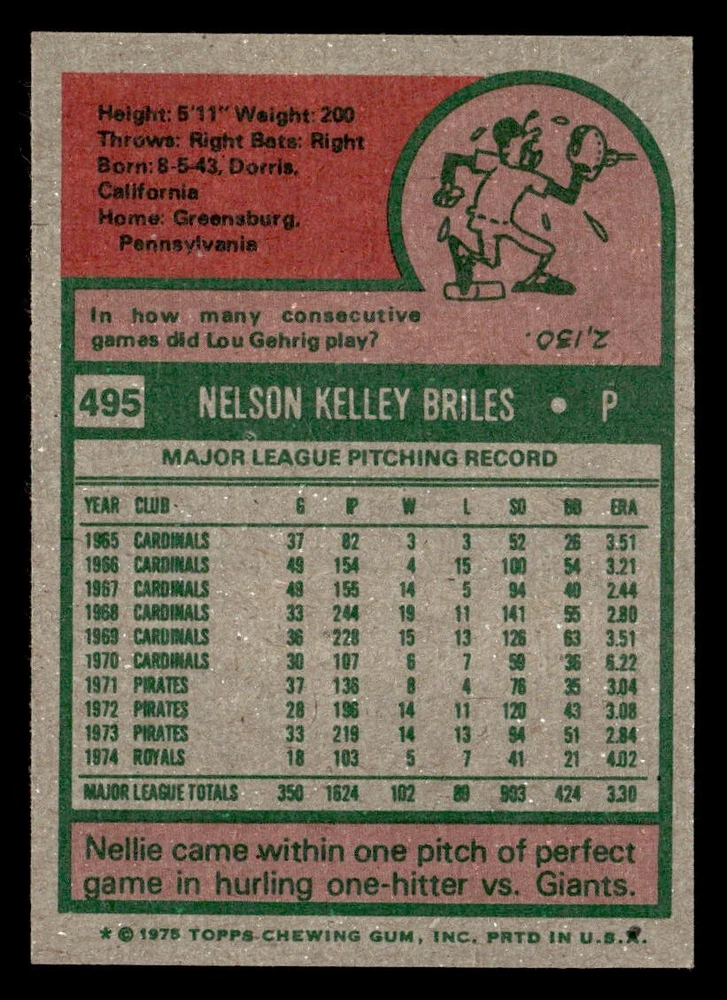 Height: 5'11" Weight: 200
Throws: Right Bats: Right
Born: 8-5-43, Dorris,
California
Home: Greensburg,
Pennsylvania
In how many consecutive
games did Lou Gehrig play?
2,130.
495 NELSON KELLEY BRILES • P
MAJOR LEAGUE PITCHING RECORD
YEAR CLUB G IP W L SO BB ERA
1965 CARDINALS 37 82 3 3 52 26 3.51
1966 CARDINALS 49 154 4 15 100 54 3.21
1967 CARDINALS 49 155 14 5 94 40 2.44
1968 CARDINALS 33 244 19 11 141 55 2.80
1969 CARDINALS 36 228 15 13 126 63 3.51
1970 CARDINALS 30 107 6 7 59 36 6.22
1971 PIRATES 37 136 8 4 76 35 3.04
1972 PIRATES 28 196 14 11 120 43 3.08
1973 PIRATES 33 219 14 13 94 51 2.84
1974 ROYALS 18 103 5 7 41 21 4.02
MAJOR LEAGUE TOTALS 350 1624 102 89 903 424 3.30
Nellie came within one pitch of perfect
game in hurling one-hitter vs. Giants.
* © 1975 TOPPS CHEWING GUM, INC. PRTD IN U.S.A.